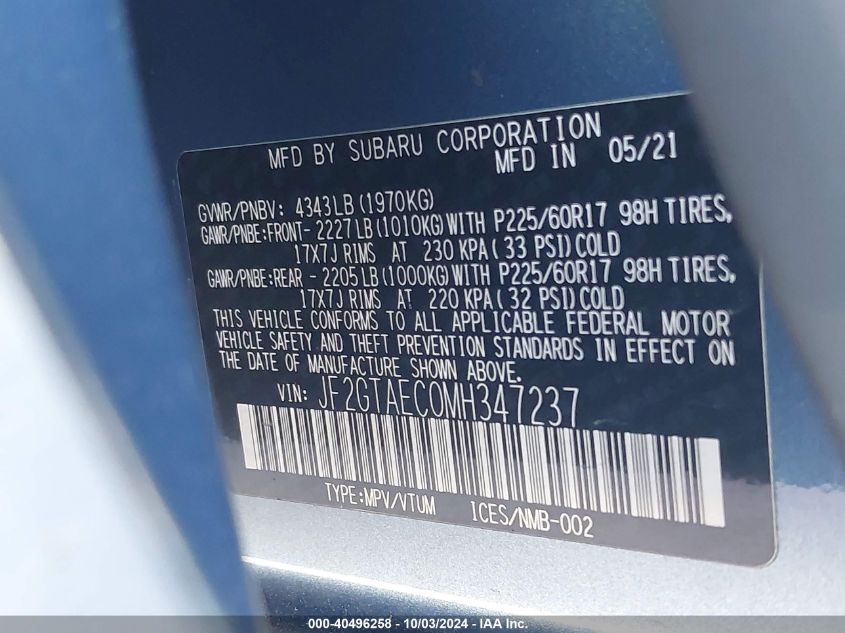 MFD BY SUBARU CORPORATION
MFD IN 05/21
GVWR/PNBV: 4343LB(1970KG)
GAWR/PNBE:FRONT- 2227LB(1010KG)WITH P225/60R17 98H TIRES,
17X7J RIMS AT 230 KPA(33 PSI)COLD
GAWR/PNBE:REAR - 2205LB(1000KG)WITH P225/60R17 98H TIRES,
17X7J RIMS AT 220 KPA(32 PSI)COLD
THIS VEHICLE CONFORMS TO ALL APPLICABLE FEDERAL MOTOR
VEHICLE SAFETY AND THEFT PREVENTION STANDARDS IN EFFECT ON
THE DATE OF MANUFACTURE SHOWN ABOVE.
VIN: JF2GTAEC0MH347237
TYPE:MPV/VTUM ICES/NMB-002
000-40496258 - 10/03/2024 - IAA Inc.